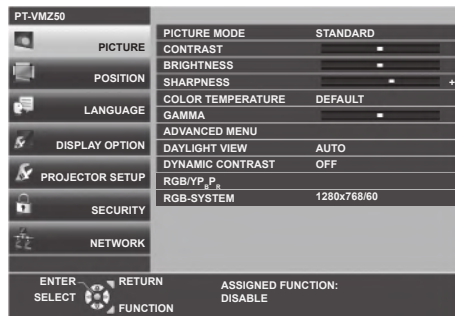 PT-VMZ50
PICTURE
POSITION
LANGUAGE
DISPLAY OPTION
PROJECTOR SETUP
SECURITY
NETWORK
PICTURE MODE STANDARD
CONTRAST
BRIGHTNESS
SHARPNESS +
COLOR TEMPERATURE DEFAULT
GAMMA
ADVANCED MENU
DAYLIGHT VIEW AUTO
DYNAMIC CONTRAST OFF
RGB/YPBPR
RGB-SYSTEM 1280x768/60
ENTER RETURN
SELECT FUNCTION
ASSIGNED FUNCTION:
DISABLE